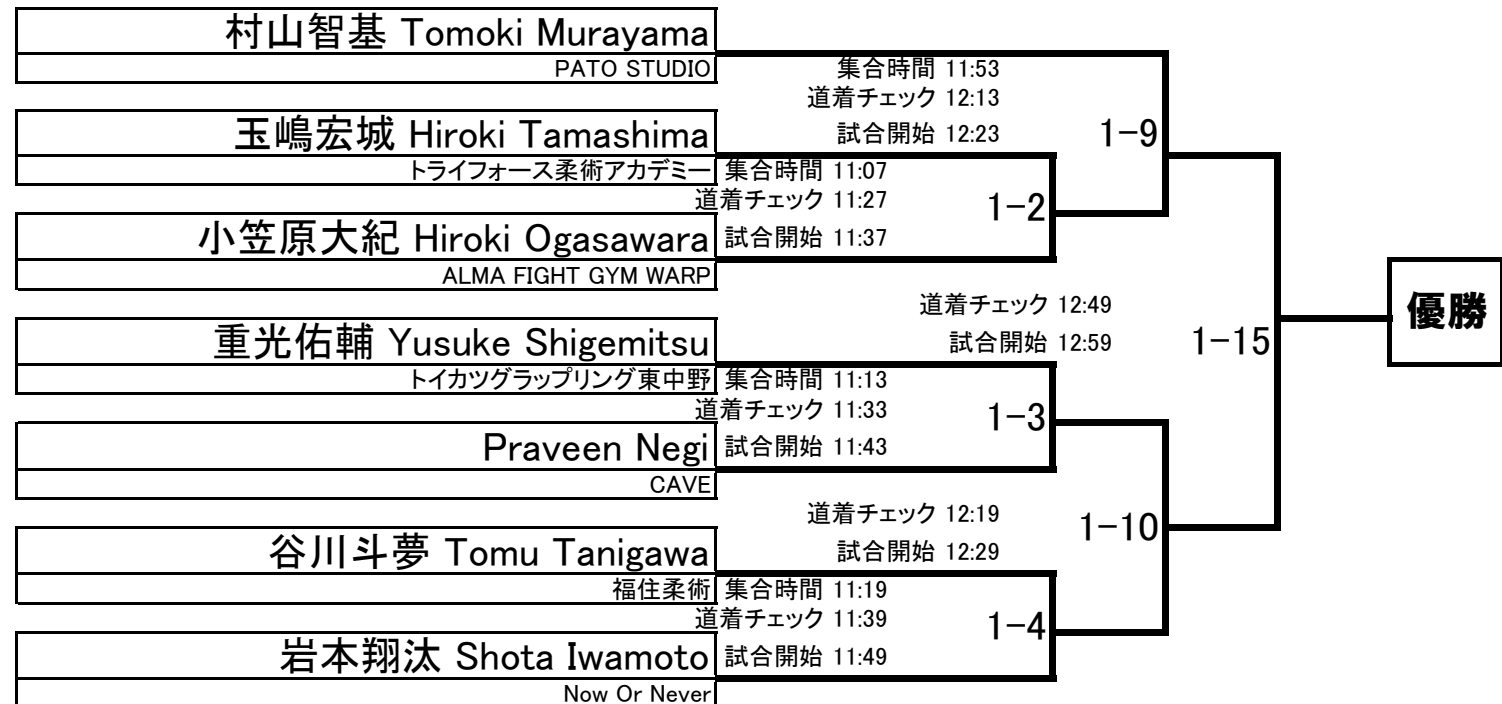 村山智基 Tomoki Murayama
PATO STUDIO
集合時間 11:53
道着チェック 12:13
玉嶋宏城 Hiroki Tamashima
試合開始 12:23
1-9
トライフォース柔術アカデミー
集合時間 11:07
道着チェック 11:27
1-2
小笠原大紀 Hiroki Ogasawara
試合開始 11:37
ALMA FIGHT GYM WARP
道着チェック 12:49
優勝
重光佑輔 Yusuke Shigemitsu
試合開始 12:59
1-15
トイカツグラップリング東中野
集合時間 11:13
道着チェック 11:33
1-3
Praveen Negi
試合開始 11:43
CAVE
道着チェック 12:19
1-10
谷川斗夢 Tomu Tanigawa
試合開始 12:29
福住柔術
集合時間 11:19
道着チェック 11:39
1-4
岩本翔汰 Shota Iwamoto
試合開始 11:49
Now Or Never